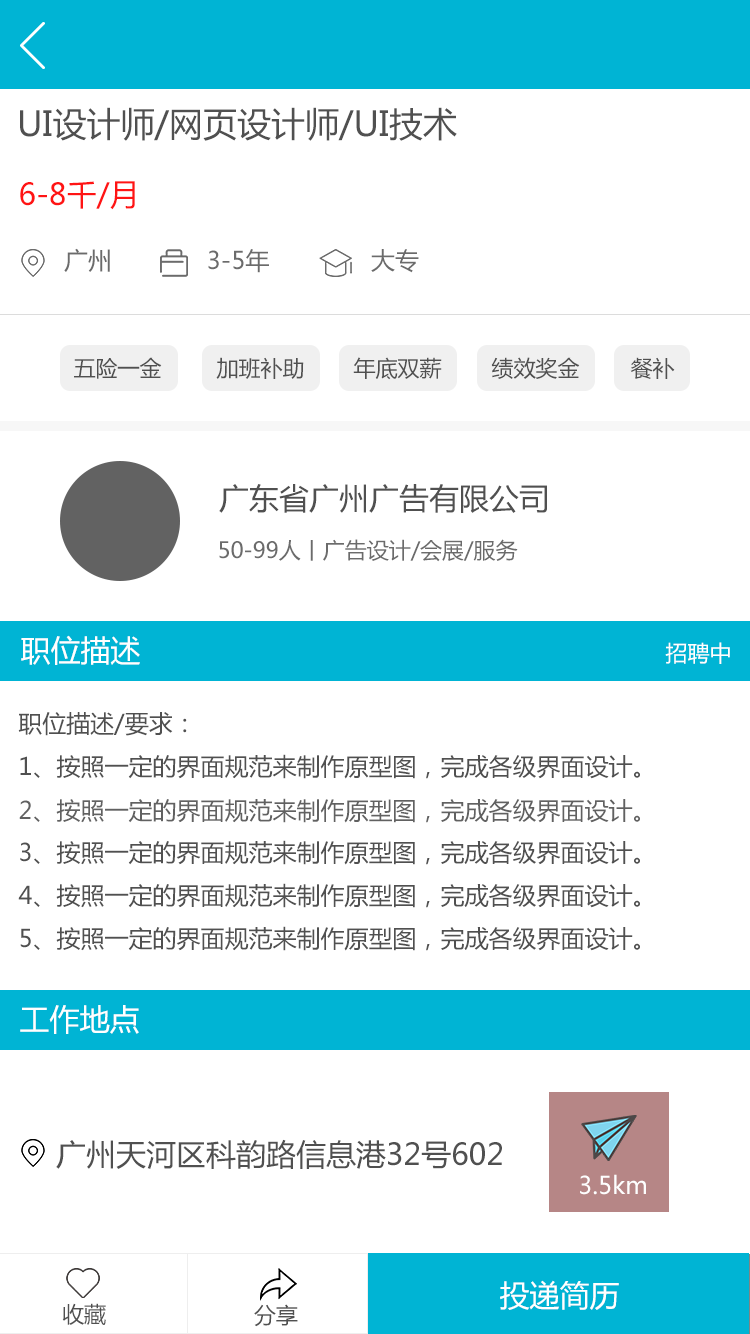 UI设计师/网页设计师/UI技术
6-8千/月
广州 3-5年 大专
五险一金 加班补助 年底双薪 绩效奖金 餐补
广东省广州广告有限公司
50-99人丨广告设计/会展/服务
职位描述 招聘中
职位描述/要求：
1、按照一定的界面规范来制作原型图，完成各级界面设计。
2、按照一定的界面规范来制作原型图，完成各级界面设计。
3、按照一定的界面规范来制作原型图，完成各级界面设计。
4、按照一定的界面规范来制作原型图，完成各级界面设计。
5、按照一定的界面规范来制作原型图，完成各级界面设计。
工作地点
广州天河区科韵路信息港32号602
3.5km
收藏 分享 投递简历